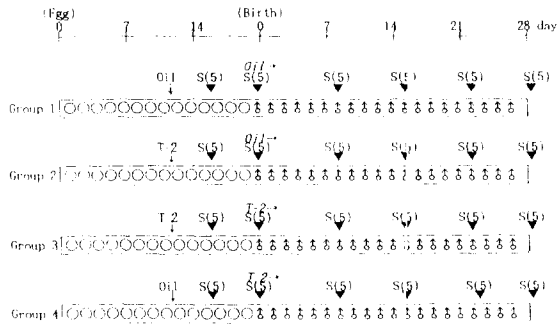 (Egg) (Birth)
0 7 14 0 7 14 21 28 day
Oil→
Oil S(5) S(5) S(5) S(5) S(5) S(5)
Group 1
Oil→
T-2 S(5) S(5) S(5) S(5) S(5) S(5)
Group 2
T-2→
T-2 S(5) S(5) S(5) S(5) S(5) S(5)
Group 3
T-2→
Oil S(5) S(5) S(5) S(5) S(5) S(5)
Group 4